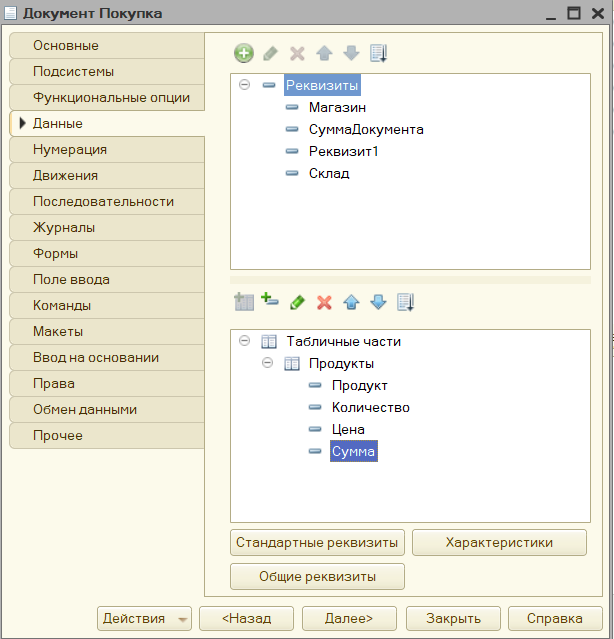 Документ Покупка
Основные
Подсистемы
Функциональные опции
Данные
Нумерация
Движения
Последовательности
Журналы
Формы
Поле ввода
Команды
Макеты
Ввод на основании
Права
Обмен данными
Прочее
Реквизиты
Магазин
СуммаДокумента
Реквизит1
Склад
Табличные части
Продукты
Продукт
Количество
Цена
Сумма
Стандартные реквизиты
Характеристики
Общие реквизиты
Действия
<Назад
Далее>
Закрыть
Справка